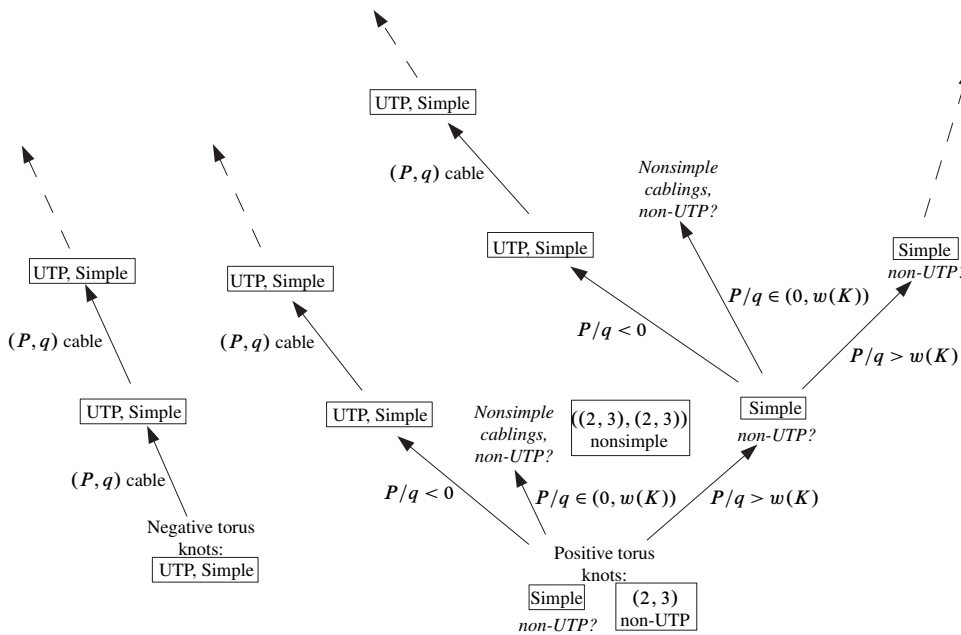 UTP, Simple
(P, q) cable
Nonsimple
cablings,
non-UTP?
UTP, Simple
Simple
non-UTP?
UTP, Simple
UTP, Simple
P/q ∈ (0, w(K))
P/q < 0
(P, q) cable
(P, q) cable
P/q > w(K)
UTP, Simple
UTP, Simple
Nonsimple
cablings,
non-UTP?
((2, 3), (2, 3))
nonsimple
Simple
non-UTP?
(P, q) cable
P/q < 0
P/q ∈ (0, w(K))
P/q > w(K)
Negative torus
knots:
UTP, Simple
Positive torus
knots:
Simple
non-UTP?
(2, 3)
non-UTP